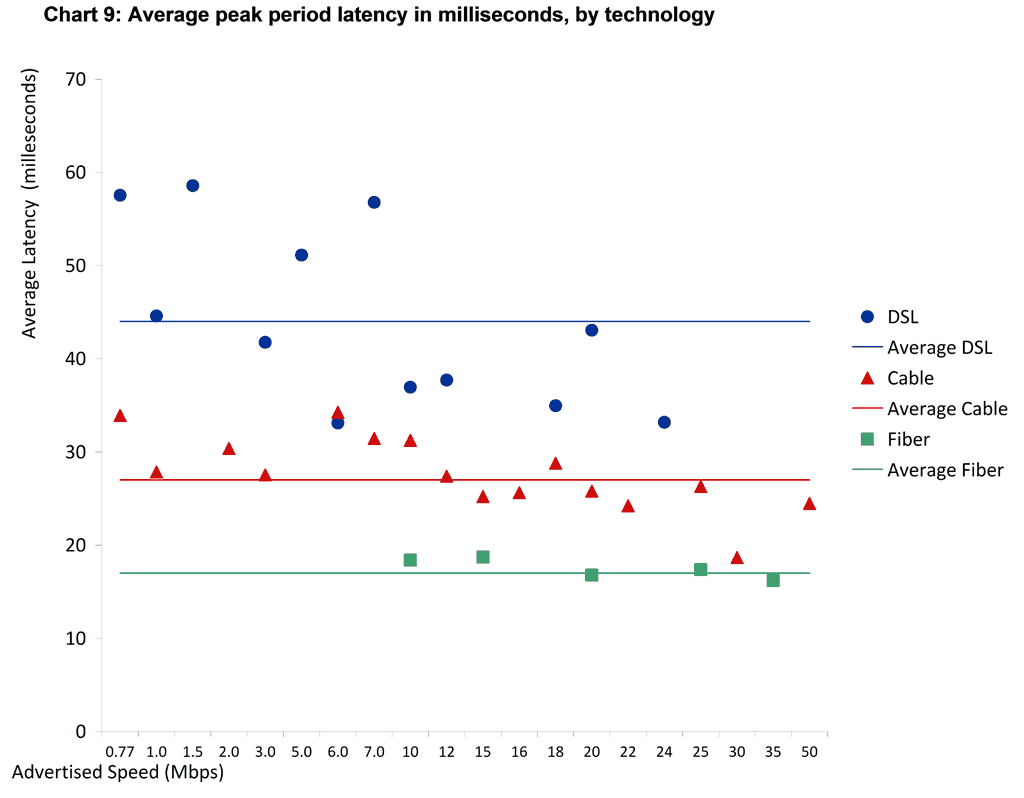 Chart 9: Average peak period latency in milliseconds, by technology
Average Latency (milleseconds)
70
60
50
40
30
20
10
0
0.77 1.0 1.5 2.0 3.0 5.0 6.0 7.0 10 12 15 16 18 20 22 24 25 30 35 50
Advertised Speed (Mbps)
DSL
Average DSL
Cable
Average Cable
Fiber
Average Fiber